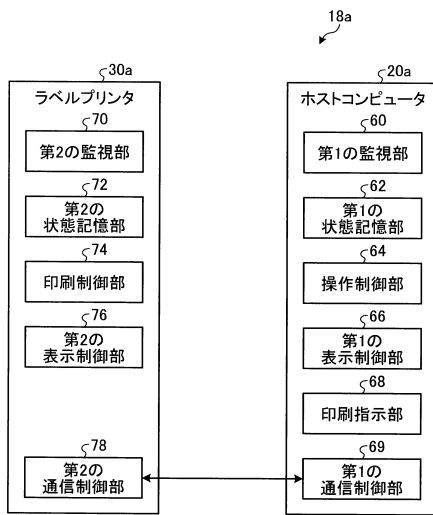 18a
30a
ラベルプリンタ
70
第2の監視部
72
第2の
状態記憶部
74
印刷制御部
76
第2の
表示制御部
78
第2の
通信制御部
20a
ホストコンピュータ
60
第1の監視部
62
第1の
状態記憶部
64
操作制御部
66
第1の
表示制御部
68
印刷指示部
69
第1の
通信制御部